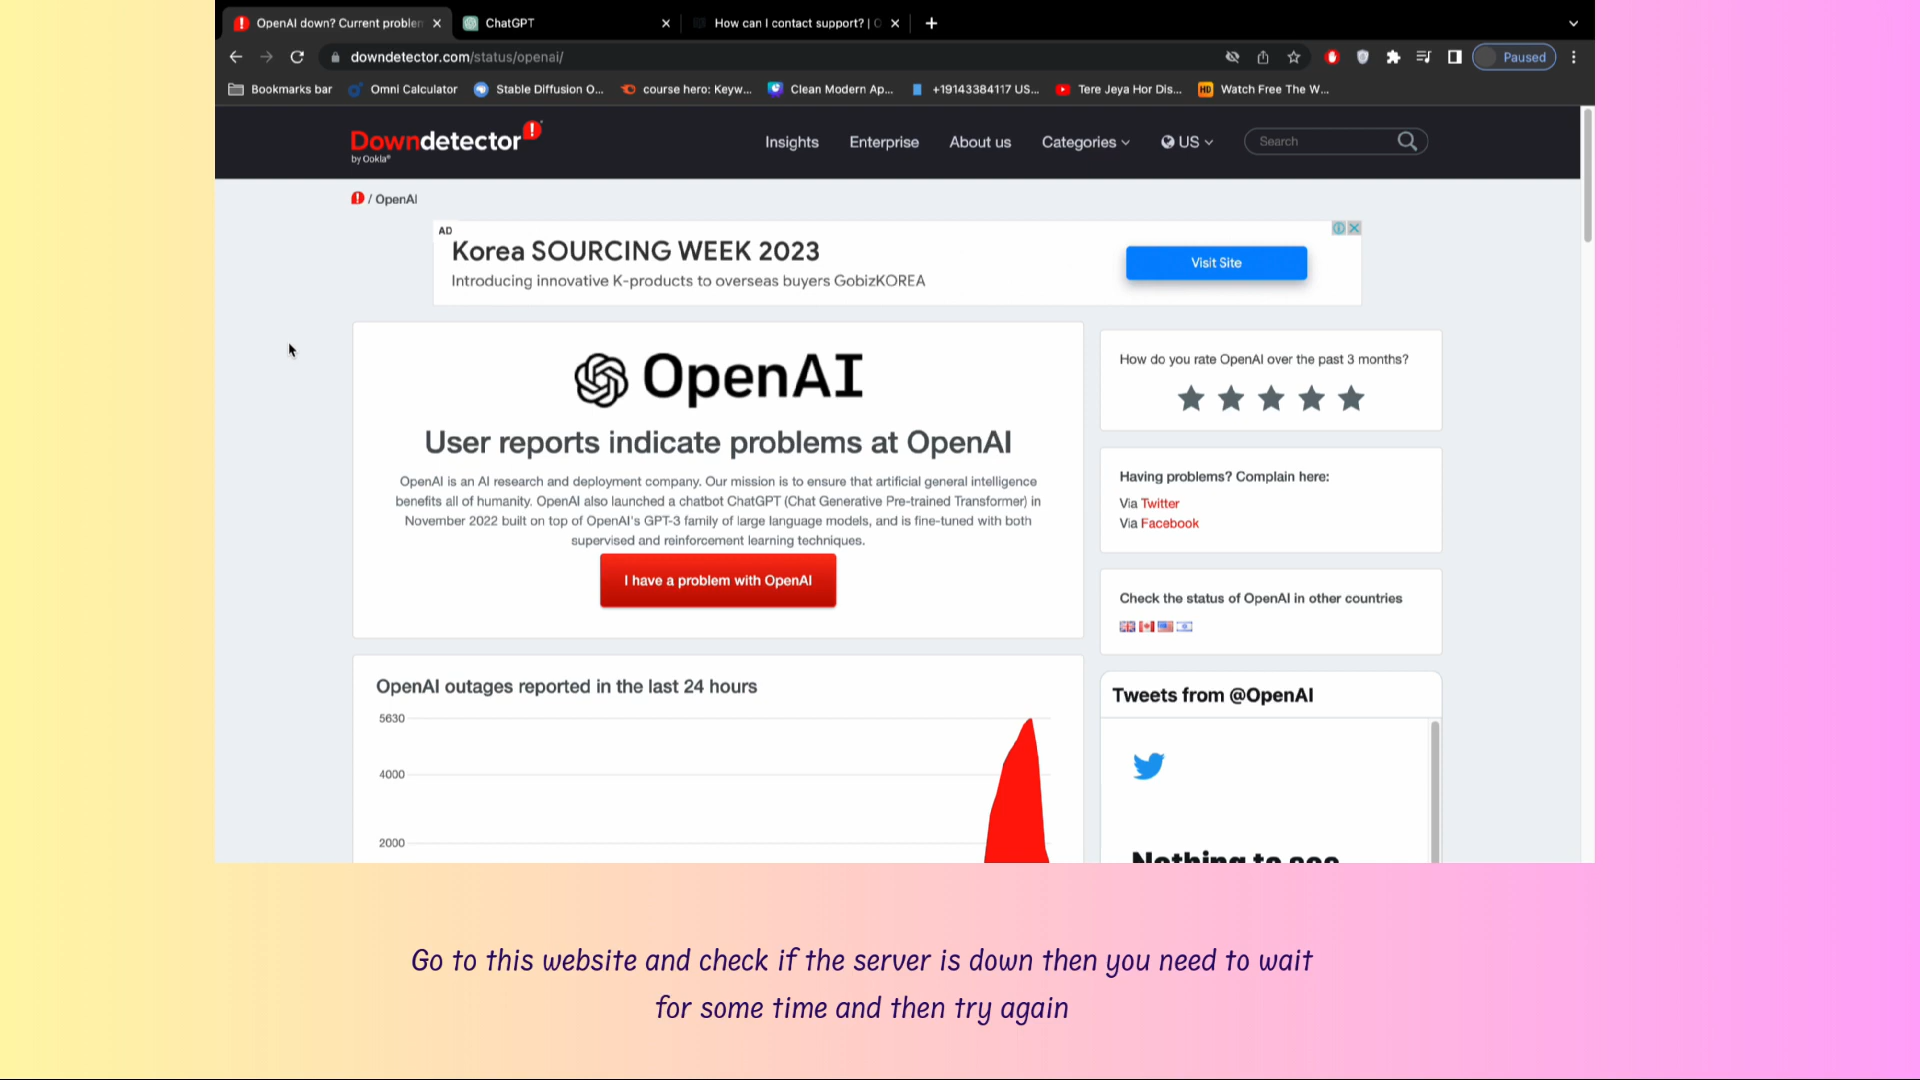 OpenAI down? Current problem
ChatGPT
How can I contact support? |
downdetector.com/status/openai/
Paused
Bookmarks bar
Omni Calculator
Stable Diffusion O...
course hero: Keyw...
Clean Modern Ap...
+19143384117 US...
Tere Jeya Hor Dis...
HD
Watch Free The W...
Downdetector
by Ookla
Insights
Enterprise
About us
Categories
US
Search
/ OpenAI
AD
Korea SOURCING WEEK 2023
Introducing innovative K-products to overseas buyers GobizKOREA
Visit Site
OpenAI
User reports indicate problems at OpenAI
OpenAI is an AI research and deployment company. Our mission is to ensure that artificial general intelligence
benefits all of humanity. OpenAI also launched a chatbot ChatGPT (Chat Generative Pre-trained Transformer) in
November 2022 built on top of OpenAI's GPT-3 family of large language models, and is fine-tuned with both
supervised and reinforcement learning techniques.
I have a problem with OpenAI
How do you rate OpenAI over the past 3 months?
Having problems? Complain here:
Via Twitter
Via Facebook
Check the status of OpenAI in other countries
OpenAI outages reported in the last 24 hours
5630
4000
2000
Tweets from @OpenAI
Nothing to see
Go to this website and check if the server is down then you need to wait
for some time and then try again